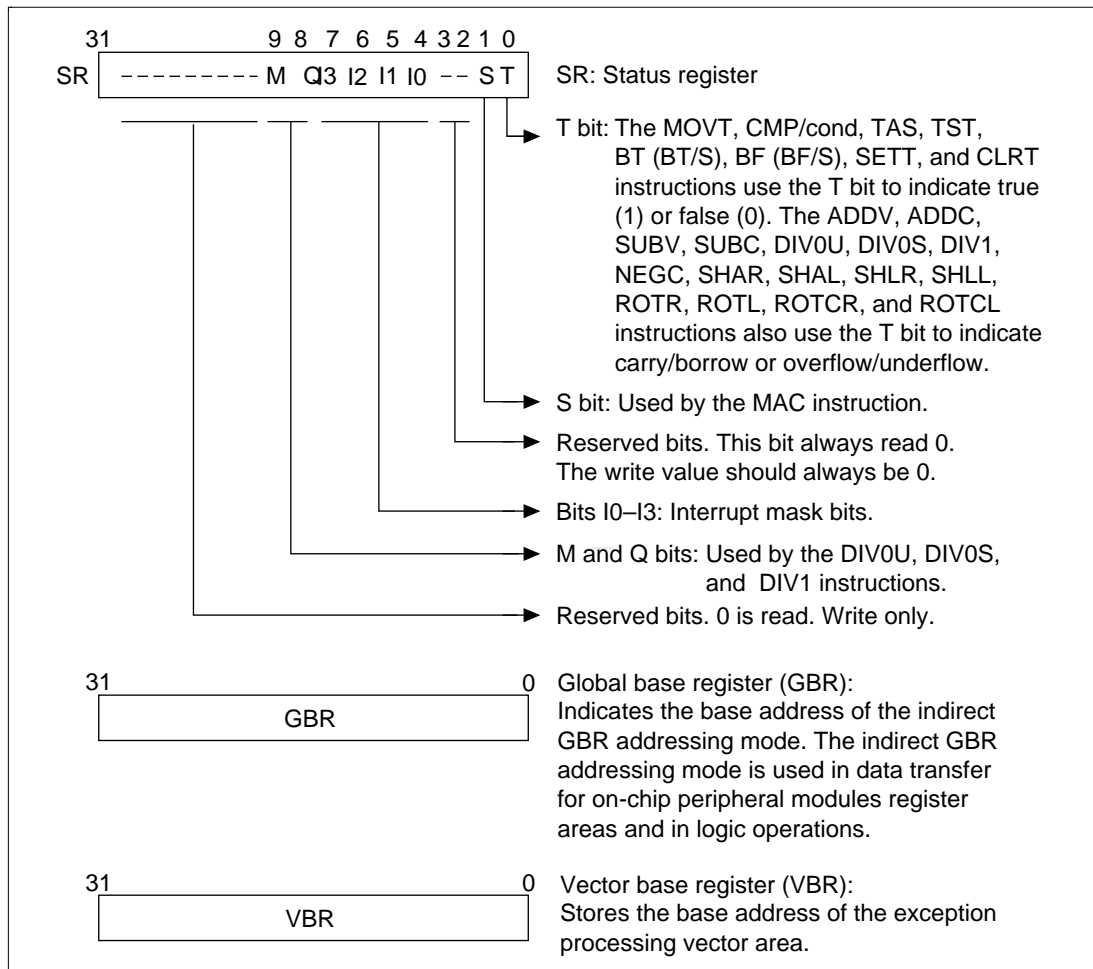 31 9 8 7 6 5 4 3 2 1 0
SR ---------- M Q I3 I2 I1 I0 -- S T SR: Status register
T bit: The MOVT, CMP/cond, TAS, TST,
BT (BT/S), BF (BF/S), SETT, and CLRT
instructions use the T bit to indicate true
(1) or false (0). The ADDV, ADDC,
SUBV, SUBC, DIV0U, DIV0S, DIV1,
NEGC, SHAR, SHAL, SHLR, SHLL,
ROTR, ROTL, ROTCR, and ROTCL
instructions also use the T bit to indicate
carry/borrow or overflow/underflow.
S bit: Used by the MAC instruction.
Reserved bits. This bit always read 0.
The write value should always be 0.
Bits I0–I3: Interrupt mask bits.
M and Q bits: Used by the DIV0U, DIV0S,
and DIV1 instructions.
Reserved bits. 0 is read. Write only.
31 0 Global base register (GBR):
GBR Indicates the base address of the indirect
GBR addressing mode. The indirect GBR
addressing mode is used in data transfer
for on-chip peripheral modules register
areas and in logic operations.
31 0 Vector base register (VBR):
VBR Stores the base address of the exception
processing vector area.